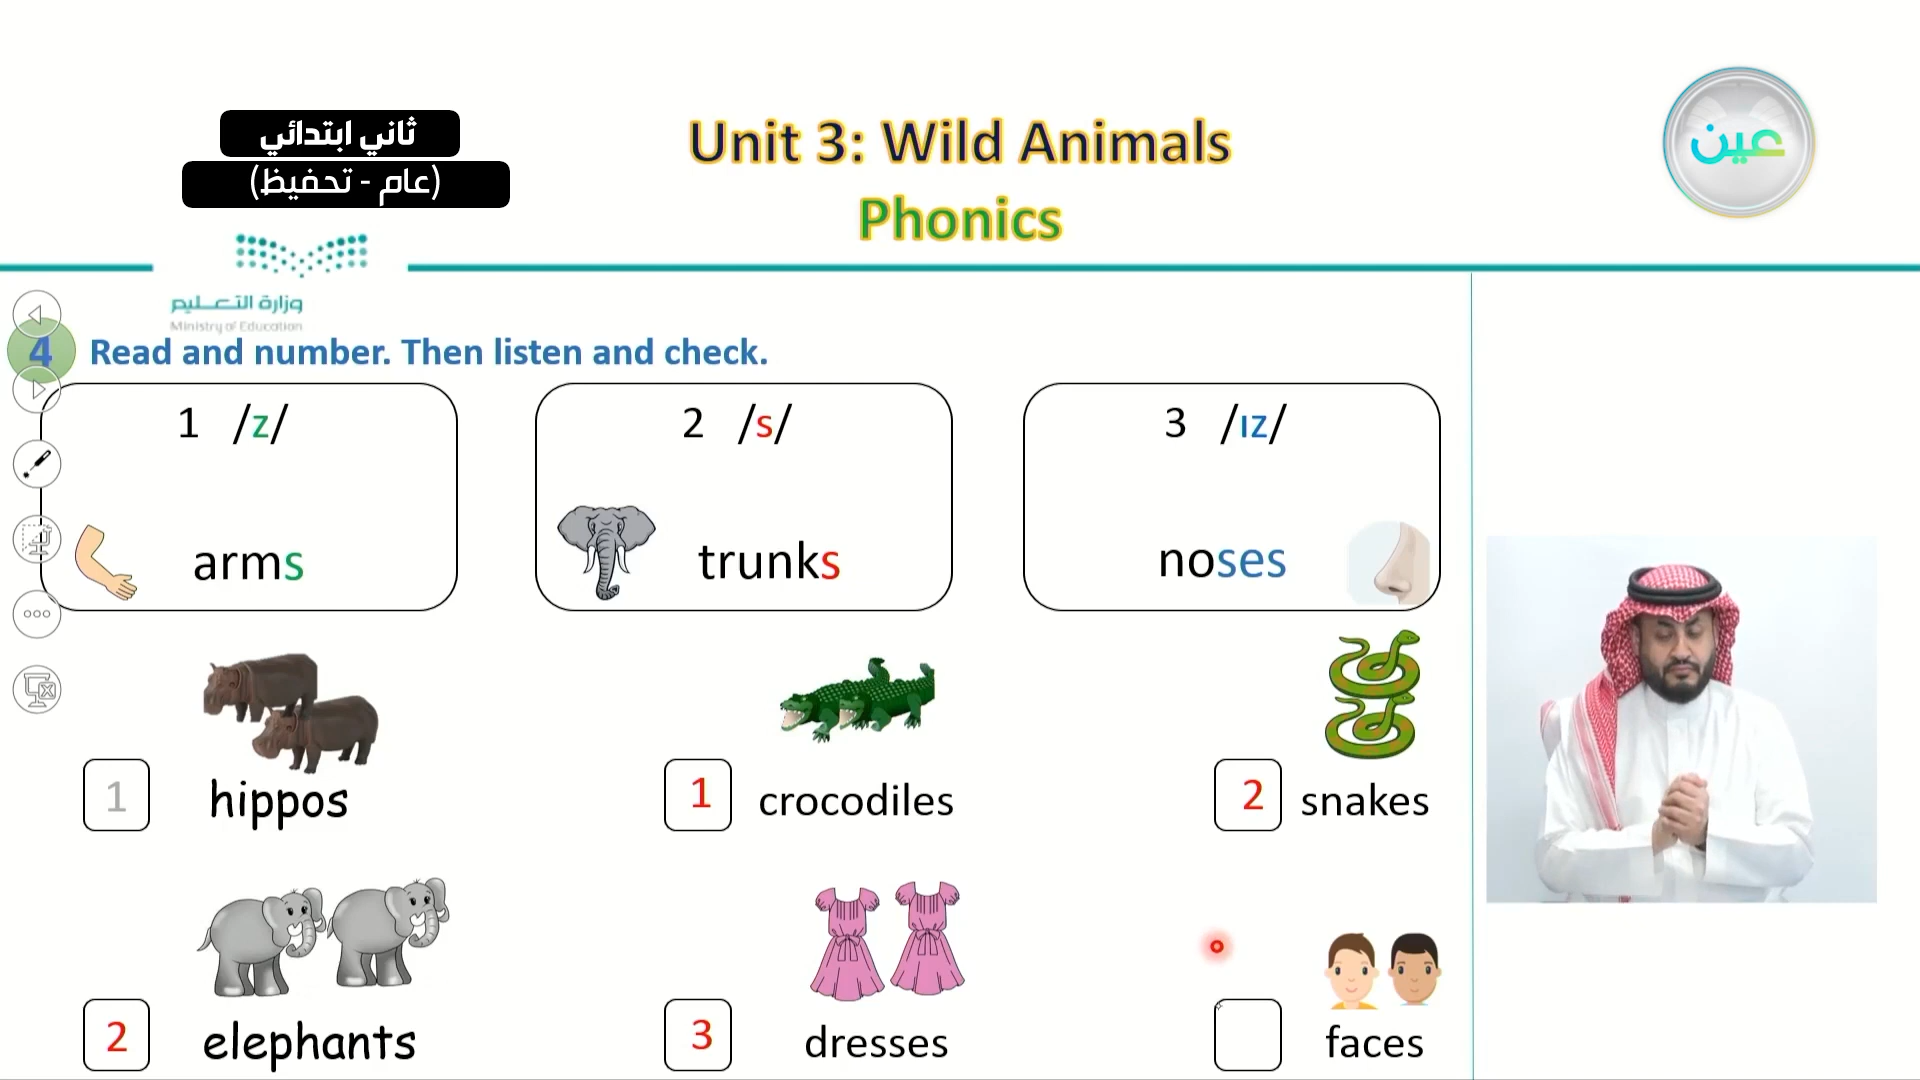 ثاني ابتدائي
(عام - تحفيظ)
Unit 3: Wild Animals
Phonics
عين
وزارة التعليم
Ministry of Education
4 Read and number. Then listen and check.
1 /z/
arms
2 /s/
trunks
3 /ɪz/
noses
1 hippos
1 crocodiles
2 snakes
2 elephants
3 dresses
faces